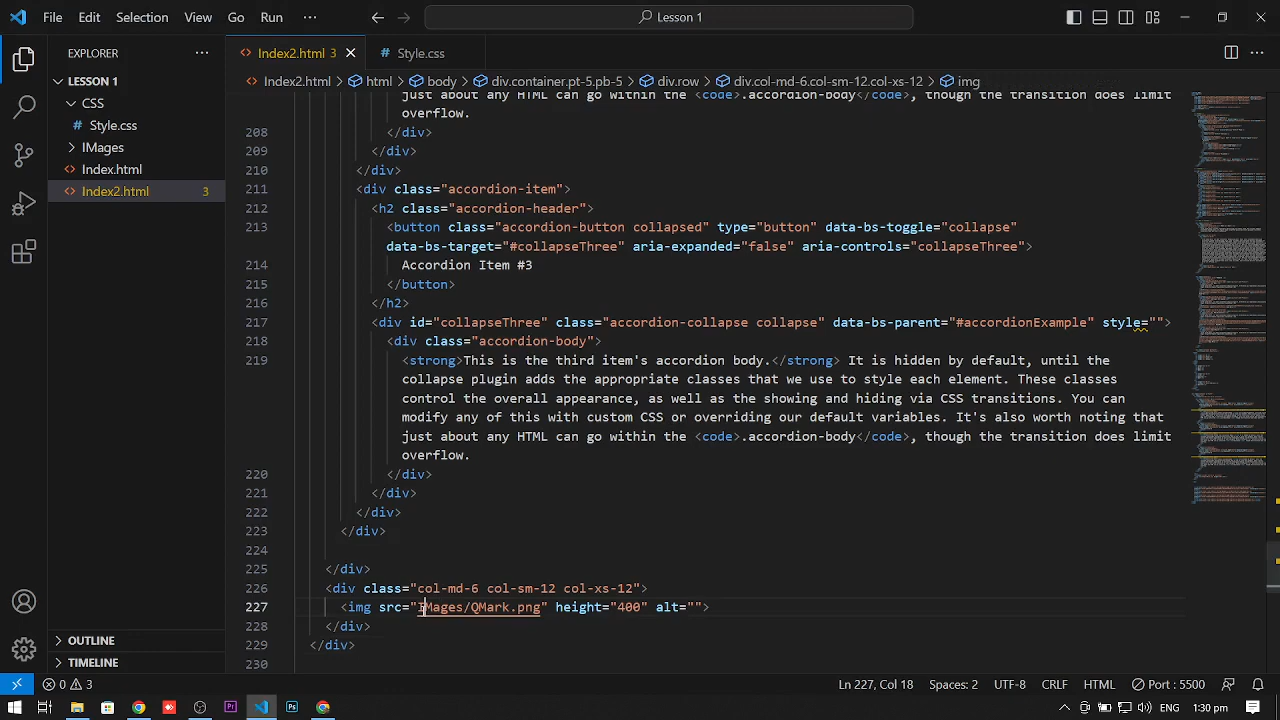 File Edit Selection View Go Run ··· Lesson 1
EXPLORER ···
Index2.html 3
Style.css
LESSON 1
Index2.html > html > body > div.container.pt-5.pb-5 > div.row > div.col-md-6.col-sm-12.col-xs-12 > img
CSS
Style.css
IMages
Index.html
Index2.html 3
just about any HTML can go within the <code>.accordion-body</code>, though the transition does limit
overflow.
208 </div>
209 </div>
210 </div>
211 <div class="accordion-item">
212 <h2 class="accordion-header">
213 <button class="accordion-button collapsed" type="button" data-bs-toggle="collapse"
data-bs-target="#collapseThree" aria-expanded="false" aria-controls="collapseThree">
214 Accordion Item #3
215 </button>
216 </h2>
217 <div id= class="accordion-collapse collapse" data-bs-parent= style="">
218 <div class="accordion-body">
219 <strong>This is the third item's accordion body.</strong> It is hidden by default, until the
collapse plugin adds the appropriate classes that we use to style each element. These classes
control the overall appearance, as well as the showing and hiding via CSS transitions. You can
modify any of this with custom CSS or overriding our default variables. It's also worth noting that
just about any HTML can go within the <code>.accordion-body</code>, though the transition does limit
overflow.
220 </div>
221 </div>
222 </div>
223 </div>
224
225 </div>
226 <div class="col-md-6 col-sm-12 col-xs-12">
227 <img src="IMages/QMark.png" height="400" alt="">
228 </div>
229 </div>
230
OUTLINE
TIMELINE
0 3 Ln 227, Col 18 Spaces: 2 UTF-8 CRLF HTML Port : 5500
ENG 1:30 pm